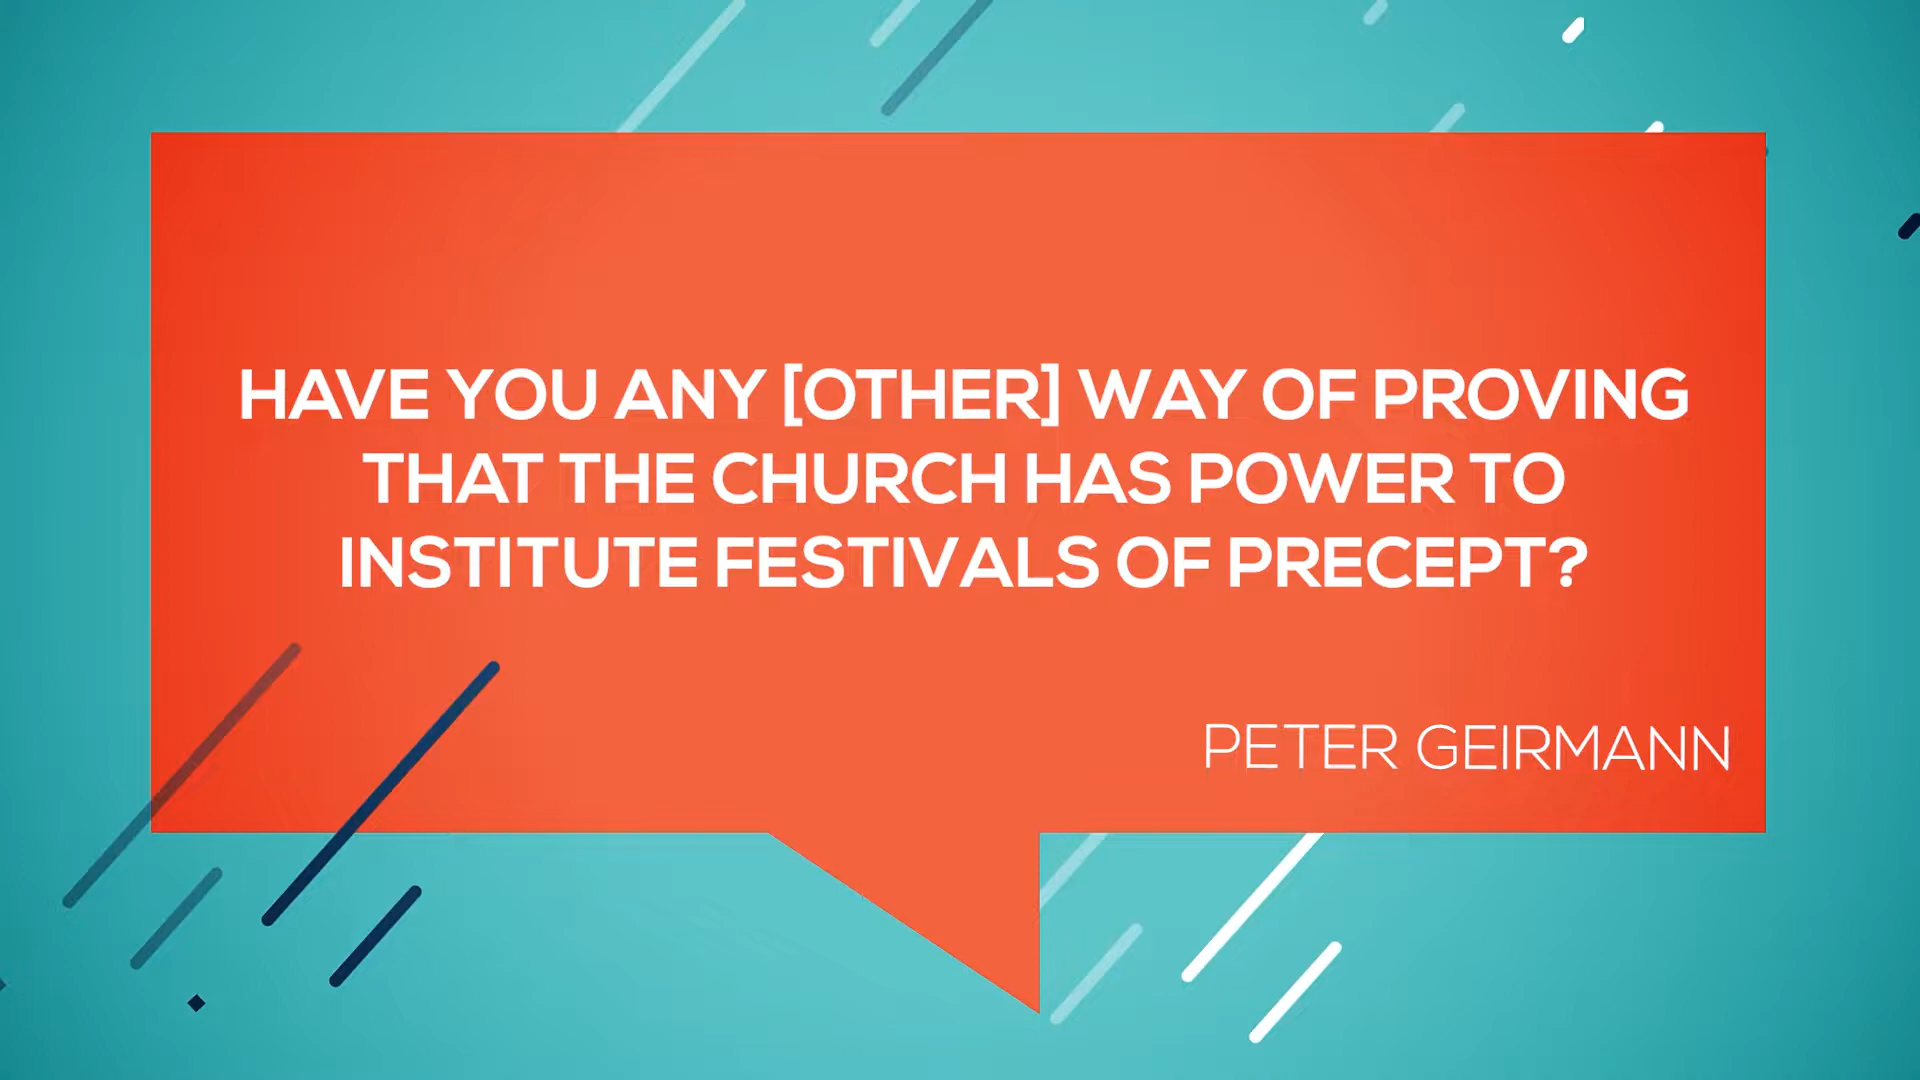 HAVE YOU ANY [OTHER] WAY OF PROVING
THAT THE CHURCH HAS POWER TO
INSTITUTE FESTIVALS OF PRECEPT?
PETER GEIRMANN